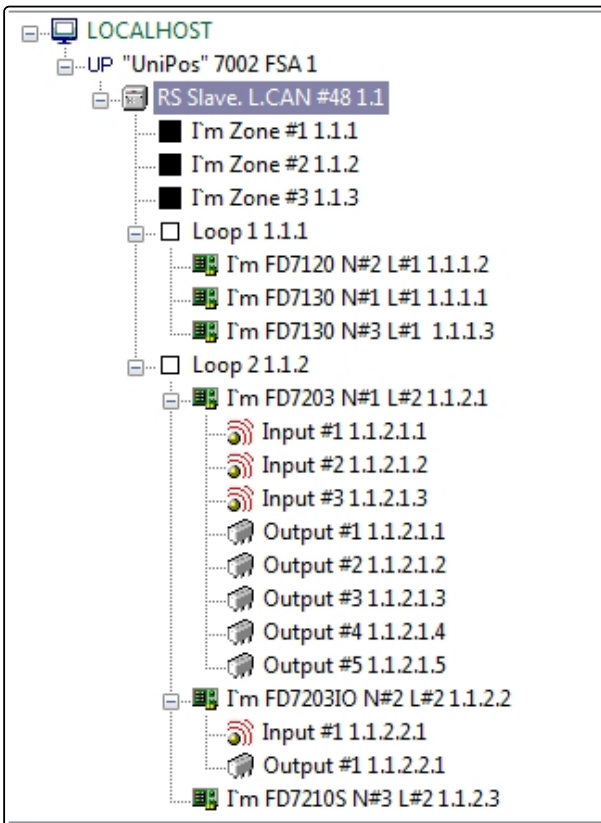 LOCALHOST
UP "UniPos" 7002 FSA 1
RS Slave. L.CAN #48 1.1
I`m Zone #1 1.1.1
I`m Zone #2 1.1.2
I`m Zone #3 1.1.3
Loop 1 1.1.1
I`m FD7120 N#2 L#1 1.1.1.2
I`m FD7130 N#1 L#1 1.1.1.1
I`m FD7130 N#3 L#1 1.1.1.3
Loop 2 1.1.2
I`m FD7203 N#1 L#2 1.1.2.1
Input #1 1.1.2.1.1
Input #2 1.1.2.1.2
Input #3 1.1.2.1.3
Output #1 1.1.2.1.1
Output #2 1.1.2.1.2
Output #3 1.1.2.1.3
Output #4 1.1.2.1.4
Output #5 1.1.2.1.5
I`m FD7203IO N#2 L#2 1.1.2.2
Input #1 1.1.2.2.1
Output #1 1.1.2.2.1
I`m FD7210S N#3 L#2 1.1.2.3